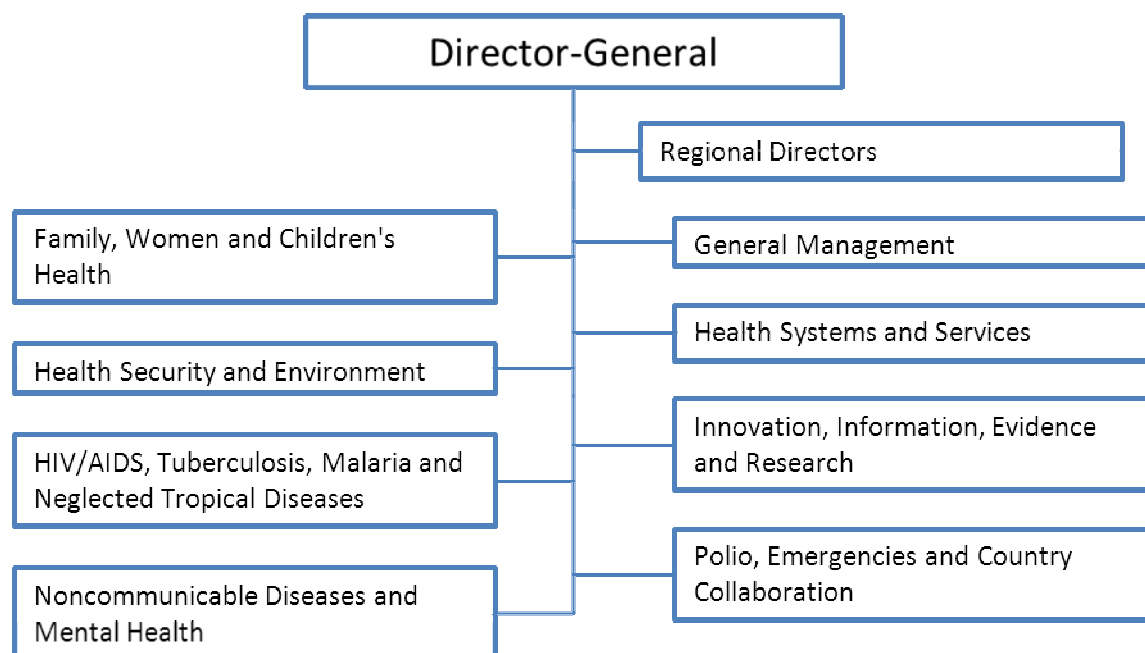 Director-General
Regional Directors
Family, Women and Children's
Health
General Management
Health Systems and Services
Health Security and Environment
Innovation, Information, Evidence
and Research
HIV/AIDS, Tuberculosis, Malaria and
Neglected Tropical Diseases
Polio, Emergencies and Country
Collaboration
Noncommunicable Diseases and
Mental Health